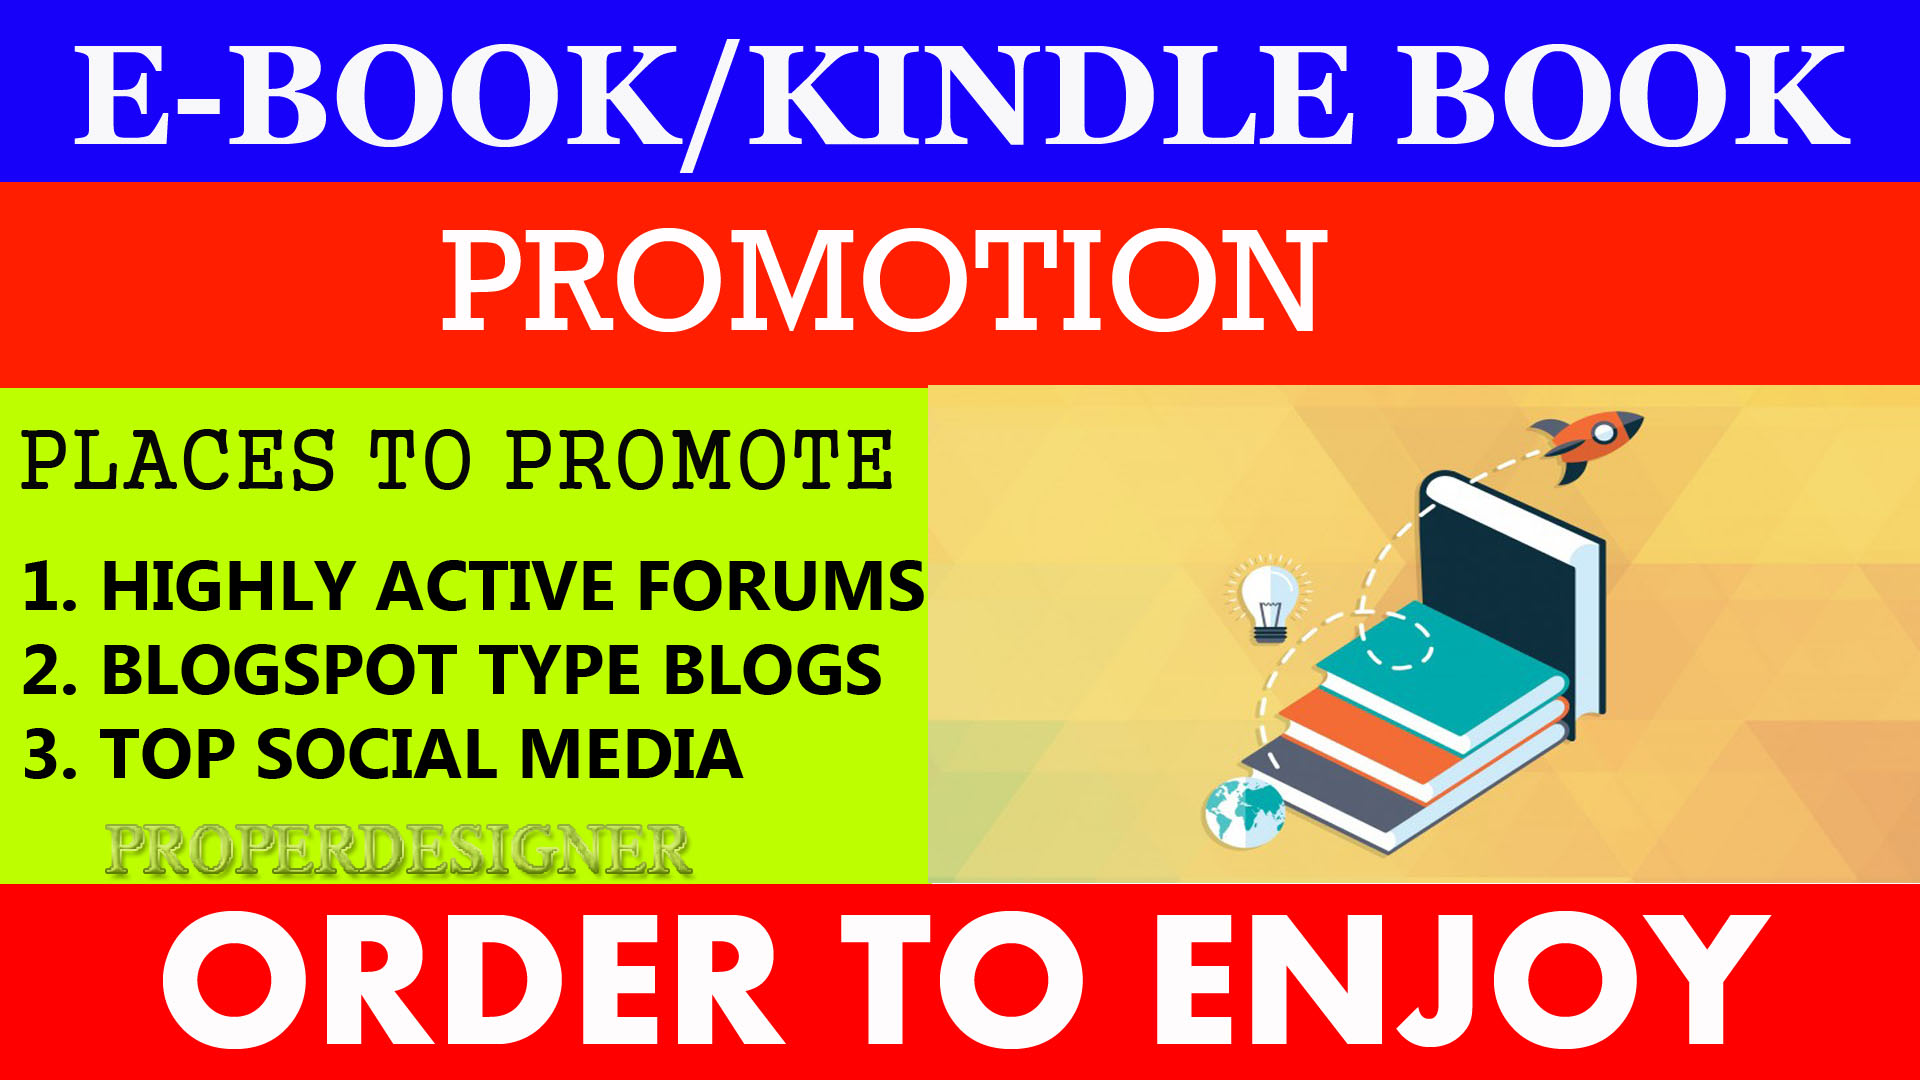 E-BOOK/KINDLE BOOK
PROMOTION
PLACES TO PROMOTE
1. HIGHLY ACTIVE FORUMS
2. BLOGSPOT TYPE BLOGS
3. TOP SOCIAL MEDIA
PROPERDESIGNER
ORDER TO ENJOY